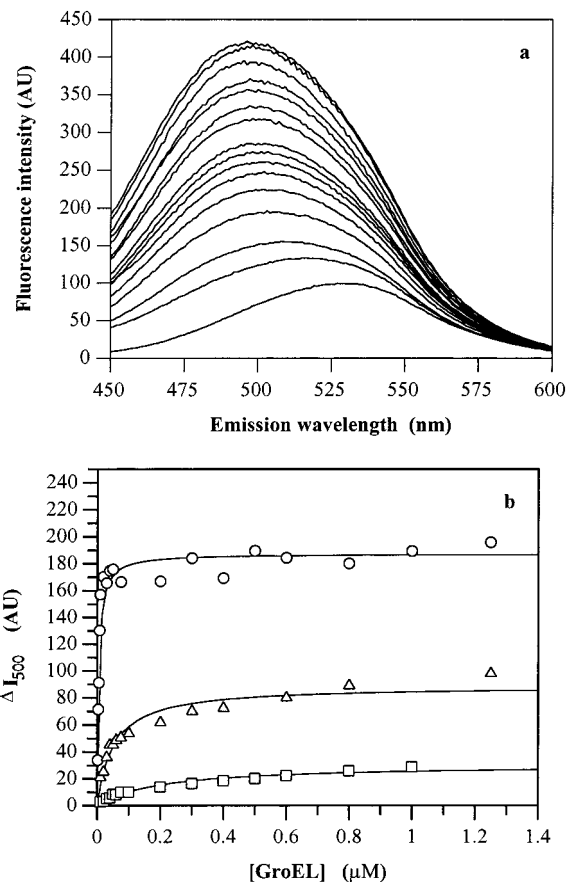 a
Fluorescence intensity (AU)
450
400
350
300
250
200
150
100
50
0
450 475 500 525 550 575 600
Emission wavelength (nm)
b
Δ I500 (AU)
240
220
200
180
160
140
120
100
80
60
40
20
0
0 0.2 0.4 0.6 0.8 1 1.2 1.4
[GroEL] (μM)